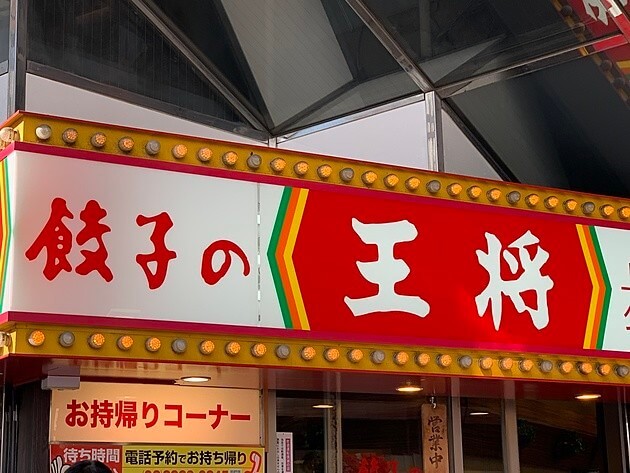 餃子の王将
お持帰りコーナー
待ち時間
電話予約でお持ち帰り
営業中